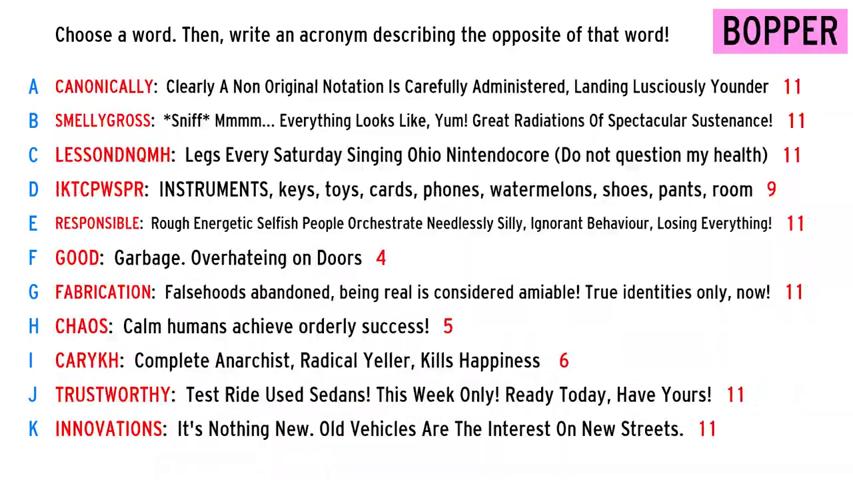 Choose a word. Then, write an acronym describing the opposite of that word!
BOPPER
A CANONICALLY: Clearly A Non Original Notation Is Carefully Administered, Landing Lusciously Younder 11
B SMELLYGROSS: *Sniff* Mmmm... Everything Looks Like, Yum! Great Radiations Of Spectacular Sustenance! 11
C LESSONDNQMH: Legs Every Saturday Singing Ohio Nintendocore (Do not question my health) 11
D IKTCPWSPR: INSTRUMENTS, keys, toys, cards, phones, watermelons, shoes, pants, room 9
E RESPONSIBLE: Rough Energetic Selfish People Orchestrate Needlessly Silly, Ignorant Behaviour, Losing Everything! 11
F GOOD: Garbage. Overhateing on Doors 4
G FABRICATION: Falsehoods abandoned, being real is considered amiable! True identities only, now! 11
H CHAOS: Calm humans achieve orderly success! 5
I CARYKH: Complete Anarchist, Radical Yeller, Kills Happiness 6
J TRUSTWORTHY: Test Ride Used Sedans! This Week Only! Ready Today, Have Yours! 11
K INNOVATIONS: It's Nothing New. Old Vehicles Are The Interest On New Streets. 11